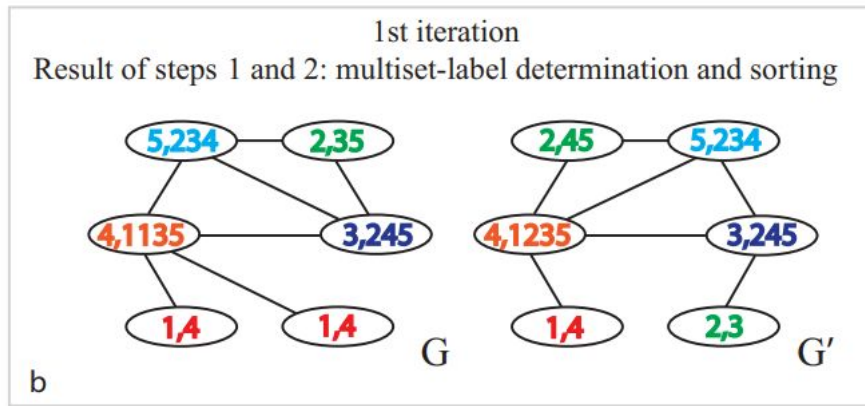 1st iteration
Result of steps 1 and 2: multiset-label determination and sorting
5,234 2,35 2,45 5,234
4,1135 3,245 4,1235 3,245
1,4 1,4 1,4 2,3
G G′
b